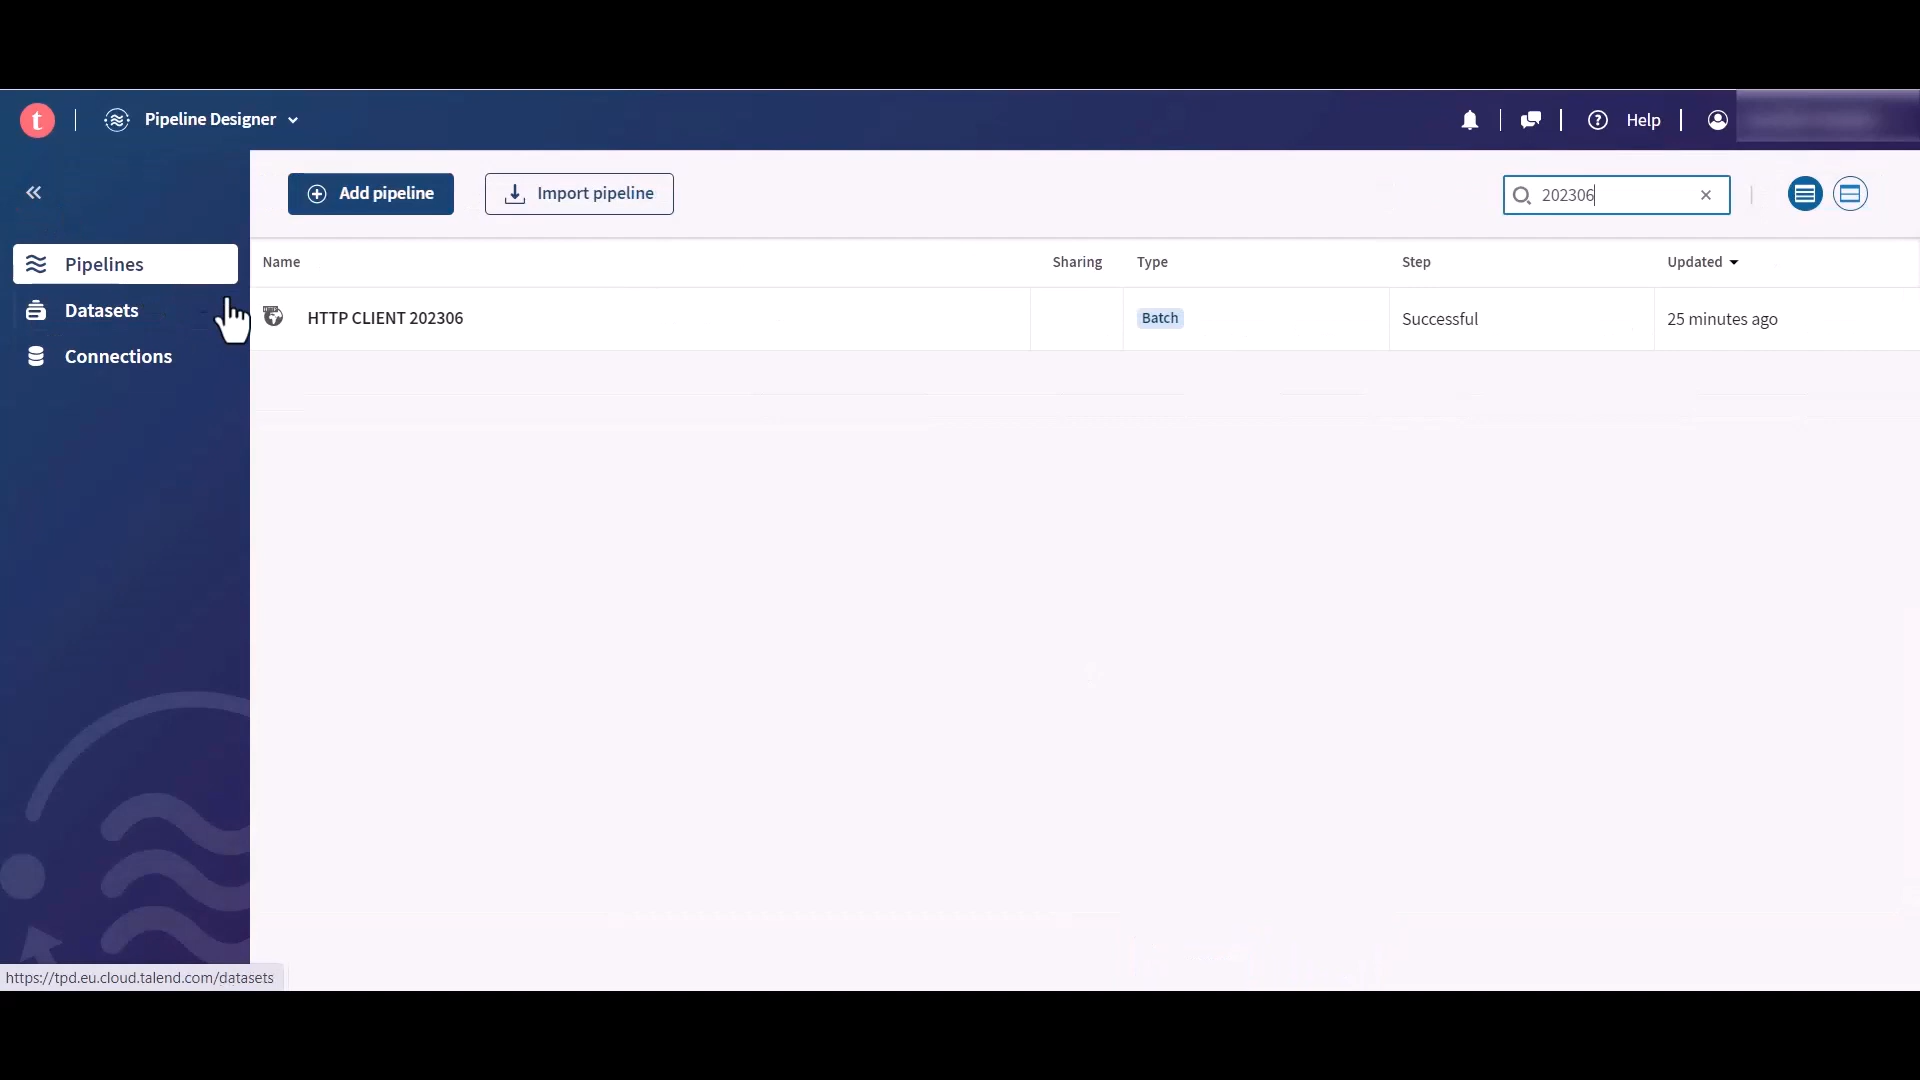 t
Pipeline Designer
Help
Add pipeline
Import pipeline
202306
Pipelines
Datasets
Connections
Name Sharing Type Step Updated
HTTP CLIENT 202306 Batch Successful 25 minutes ago
https://tpd.eu.cloud.talend.com/datasets